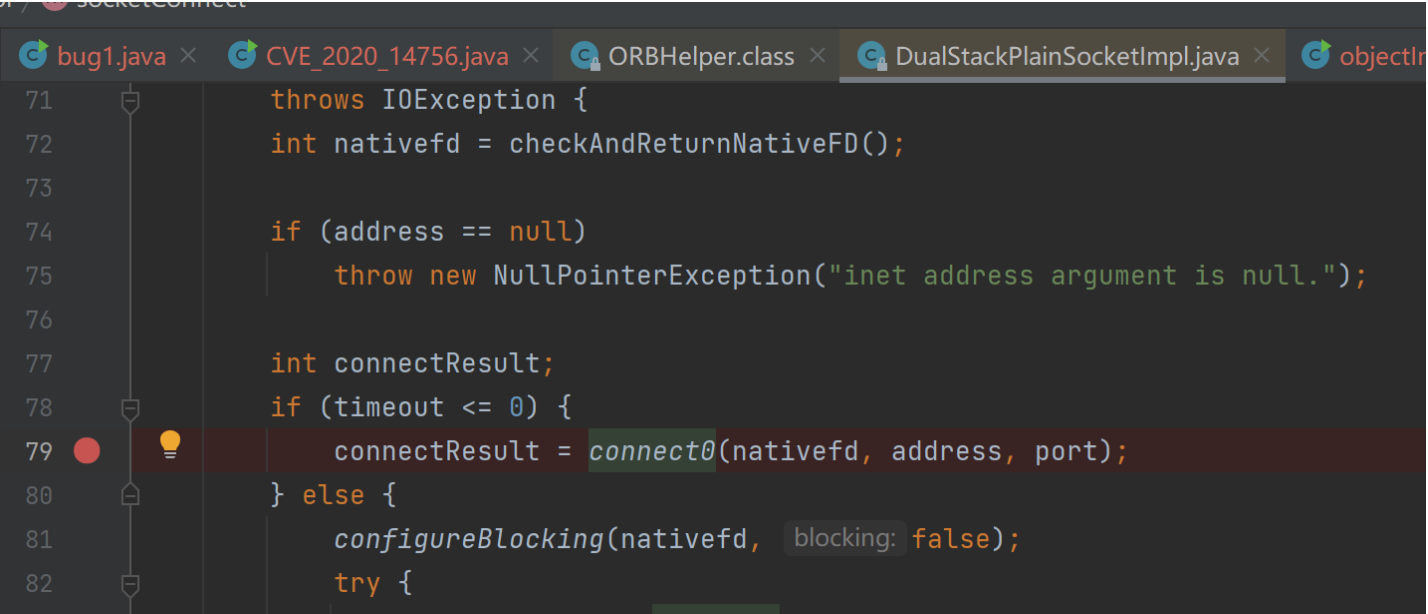 socketConnect
bug1.java CVE_2020_14756.java ORBHelper.class DualStackPlainSocketImpl.java objectIn
71 throws IOException {
72 int nativefd = checkAndReturnNativeFD();
73
74 if (address == null)
75 throw new NullPointerException("inet address argument is null.");
76
77 int connectResult;
78 if (timeout <= 0) {
79 connectResult = connect0(nativefd, address, port);
80 } else {
81 configureBlocking(nativefd, blocking: false);
82 try {